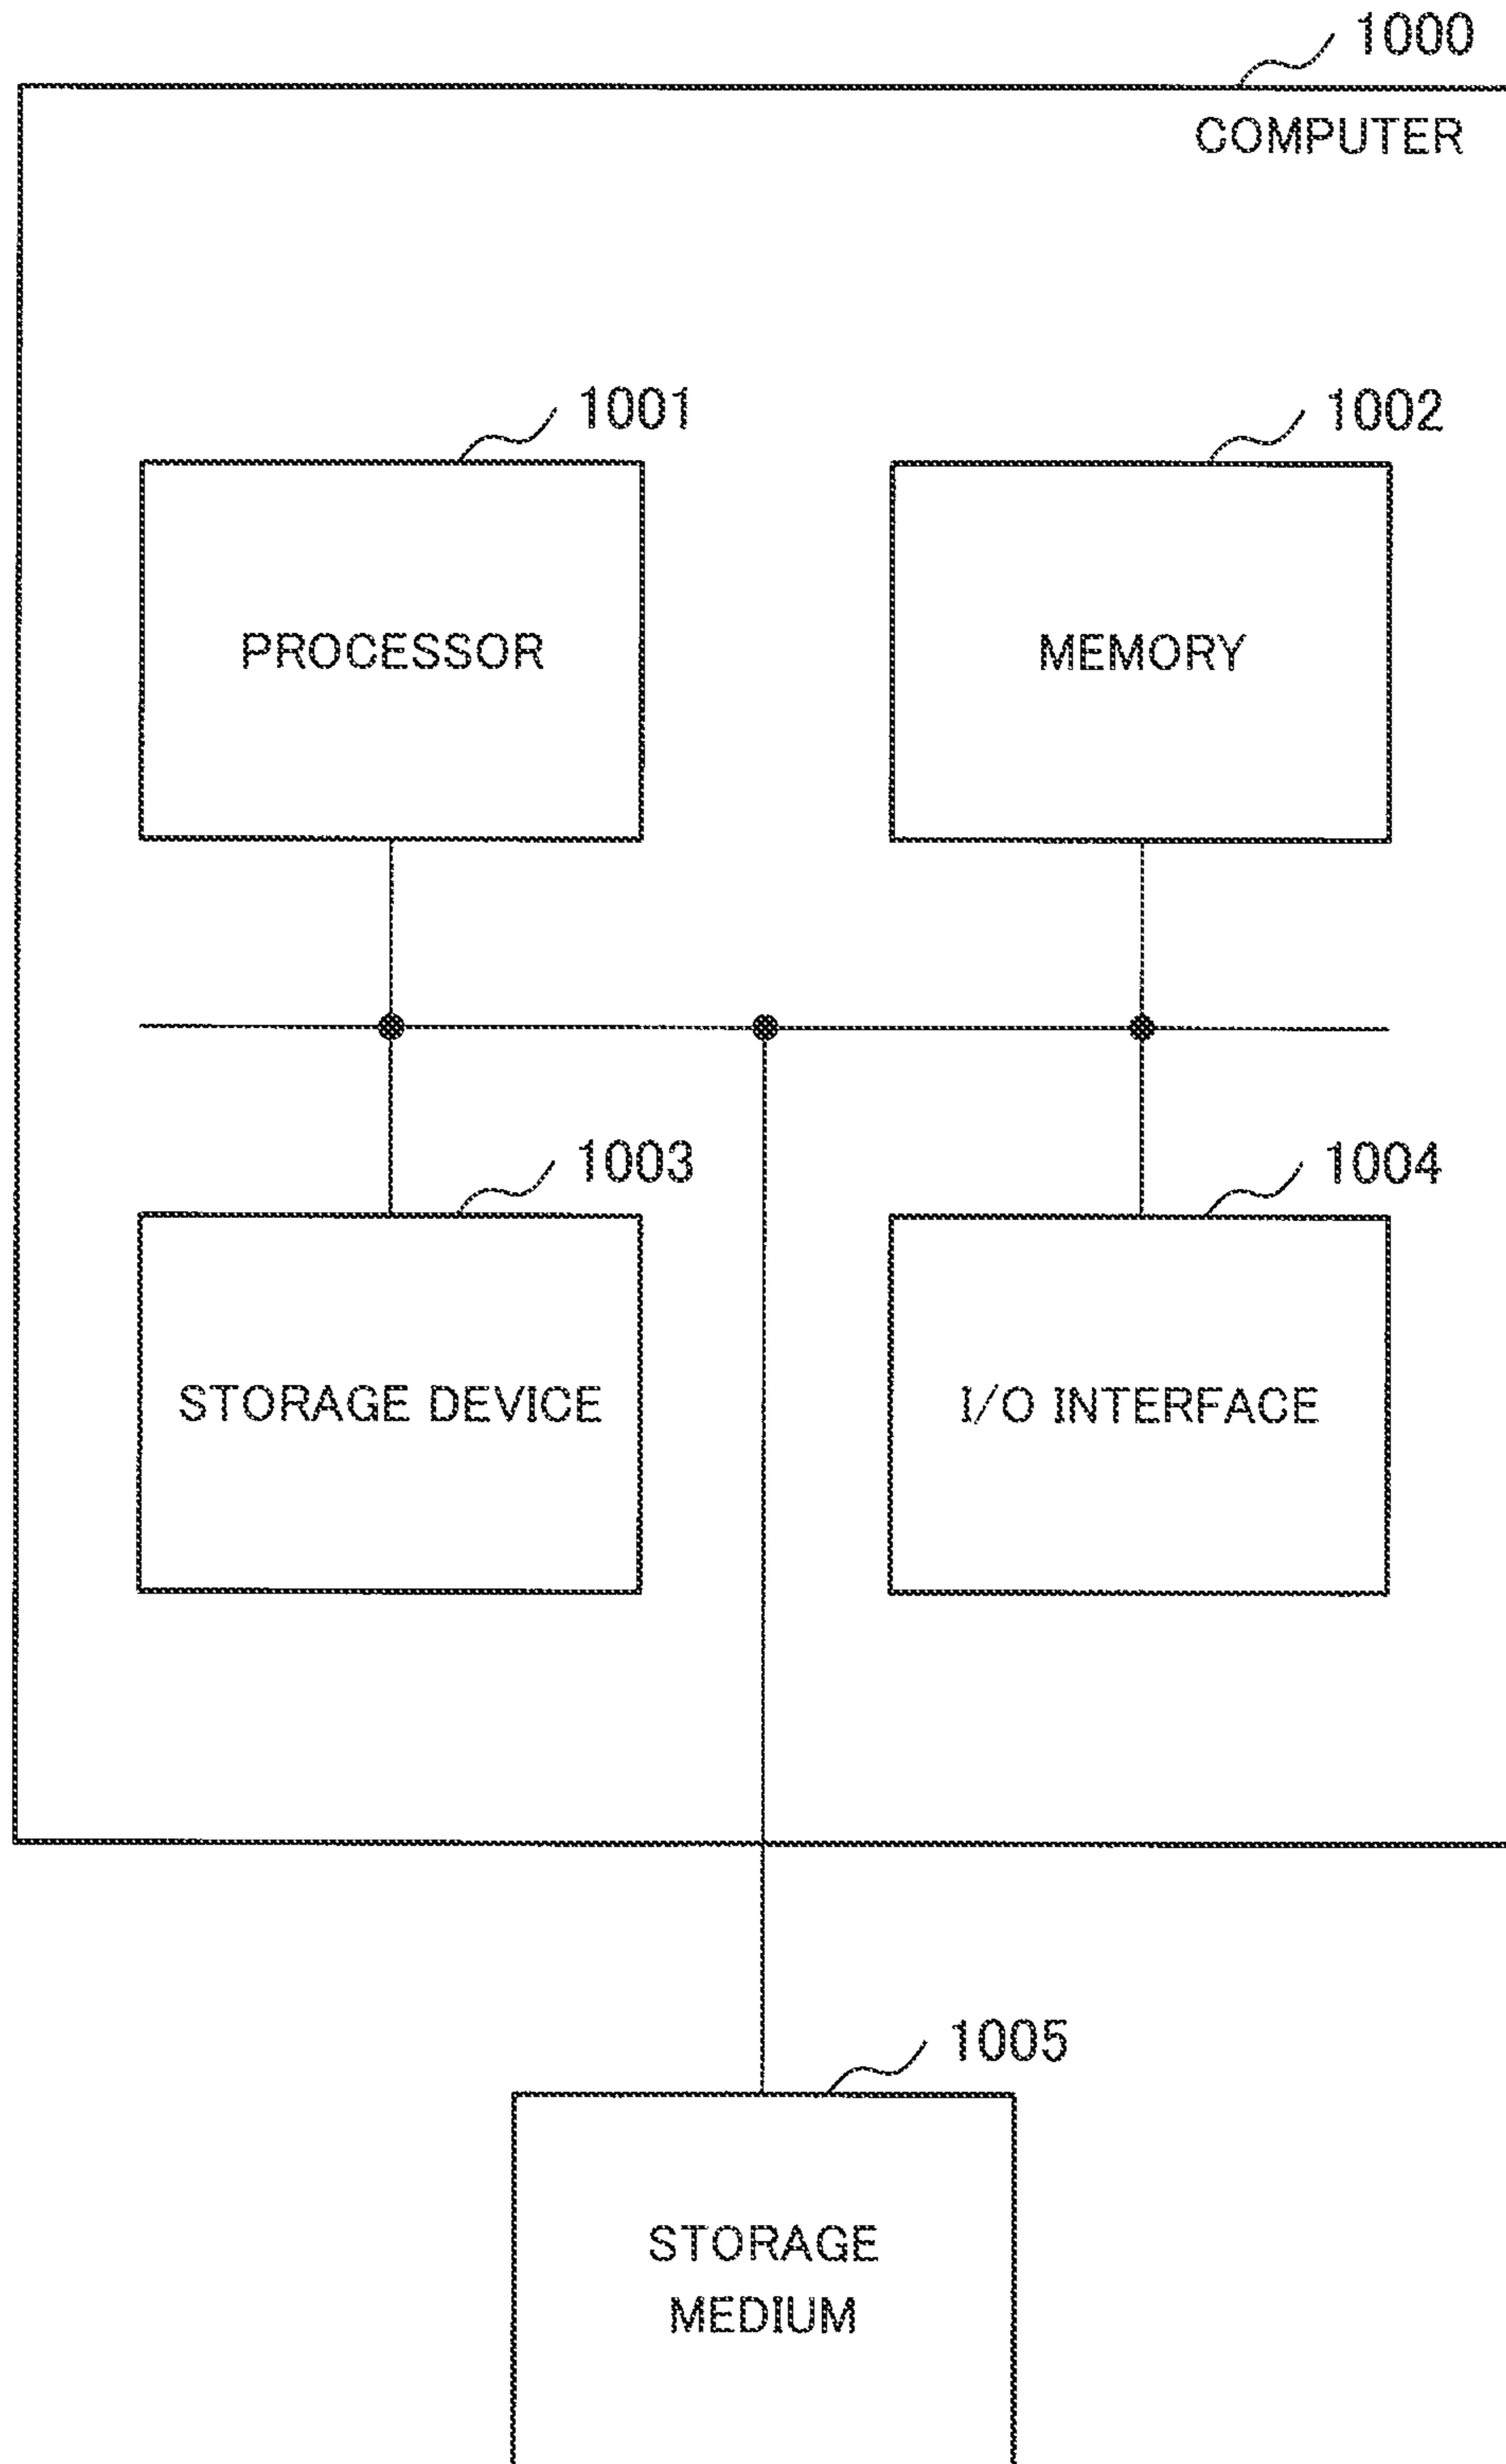 1000
COMPUTER
1001
1002
PROCESSOR
MEMORY
1003
1004
STORAGE DEVICE
I/O INTERFACE
1005
STORAGE
MEDIUM